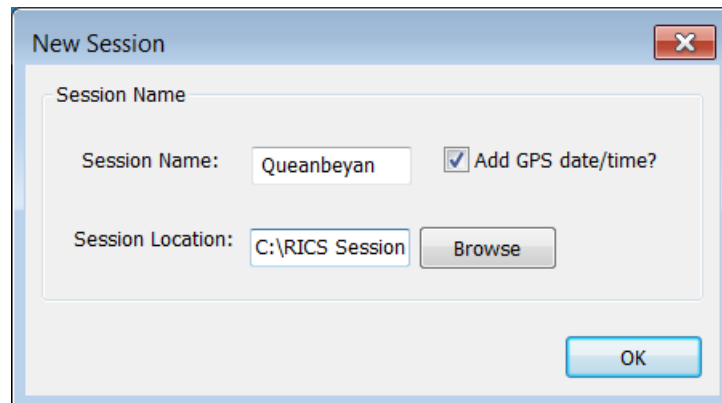 New Session
Session Name
Session Name: Queanbeyan Add GPS date/time?
Session Location: C:\RICS Session Browse
OK